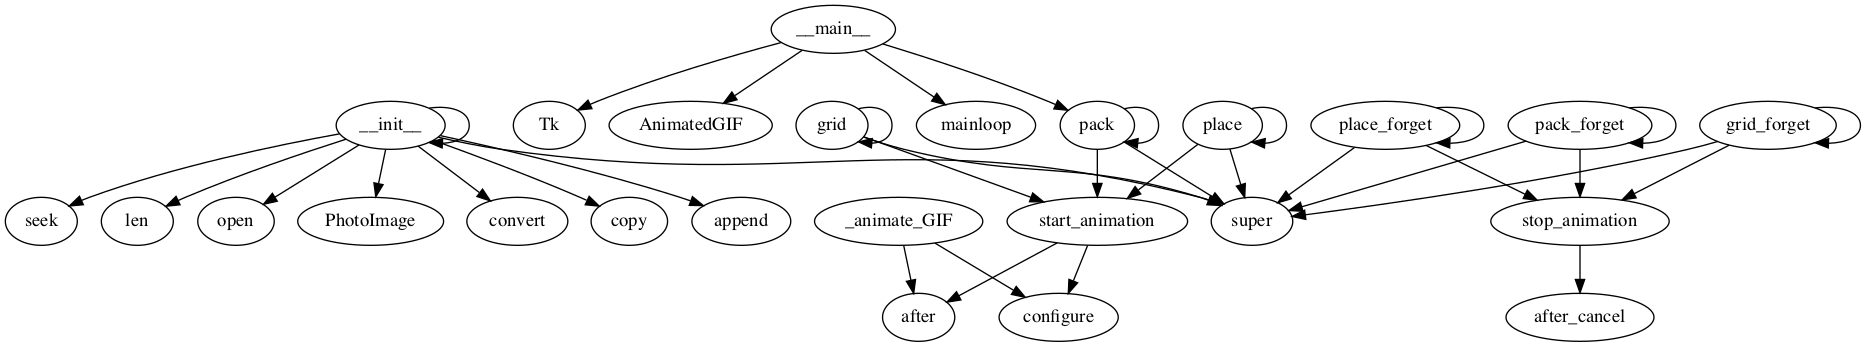 __main__
__init__
Tk
AnimatedGIF
grid
mainloop
pack
place
place_forget
pack_forget
grid_forget
seek
len
open
PhotoImage
convert
copy
append
_animate_GIF
start_animation
super
stop_animation
after
configure
after_cancel